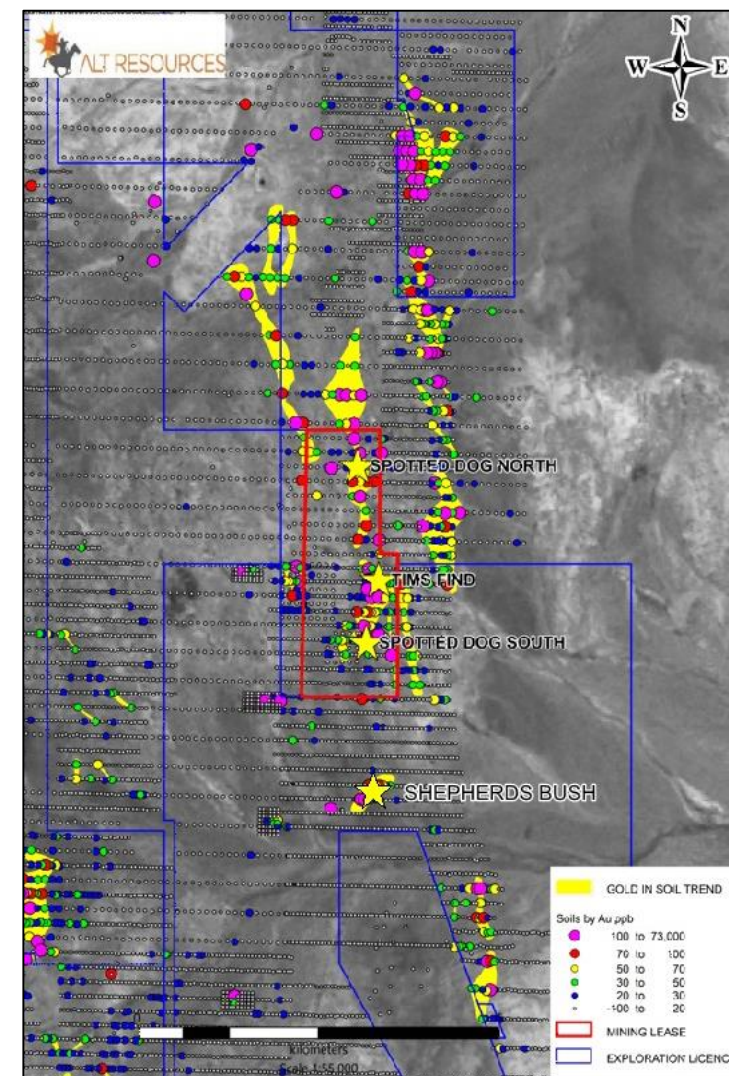 ALT RESOURCES
N
W E
S
SPOTTED DOG NORTH
TIMS FIND
SPOTTED DOG SOUTH
SHEPHERDS BUSH
GOLD IN SOIL TREND
Soils by Au ppb
100 to 73,000
70 to 100
50 to 70
30 to 50
20 to 30
-100 to 20
MINING LEASE
EXPLORATION LICENC
kilometers
Scale 1:55,000